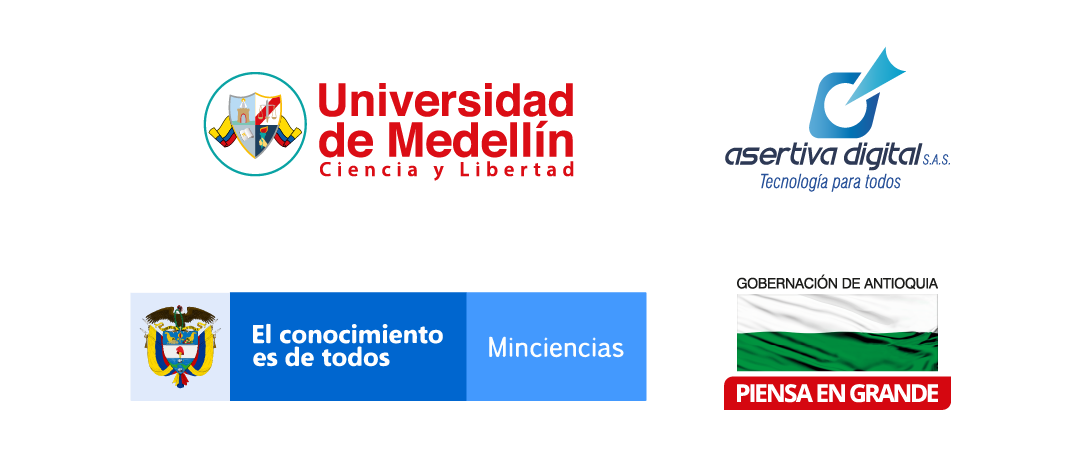 Universidad
de Medellín
Ciencia y Libertad
asertiva digital S.A.S.
Tecnología para todos
El conocimiento
es de todos
Minciencias
GOBERNACIÓN DE ANTIOQUIA
PIENSA EN GRANDE